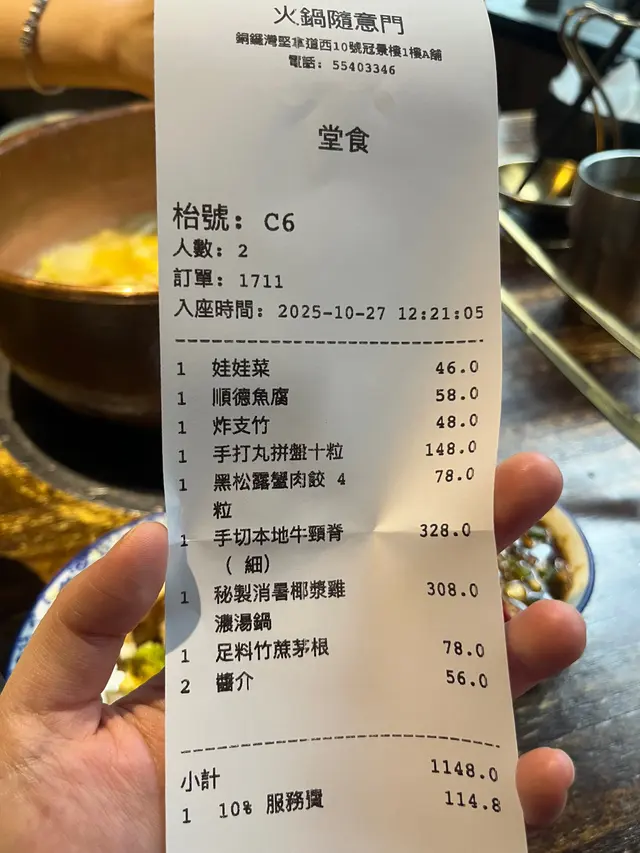 火鍋隨意門
銅鑼灣堅拿道西10號冠景樓1樓A舖
電話: 55403346
堂食
枱號: C6
人數: 2
訂單: 1711
入座時間: 2025-10-27 12:21:05
1 娃娃菜 46.0
1 順德魚腐 58.0
1 炸支竹 48.0
1 手打丸拼盤十粒 148.0
1 黑松露蟹肉餃 4 78.0
粒
1 手切本地牛頸脊 328.0
( 細)
1 秘製消暑椰漿雞 308.0
濃湯鍋
1 足料竹蔗茅根 78.0
2 醬介 56.0
小計 1148.0
1 10% 服務費 114.8